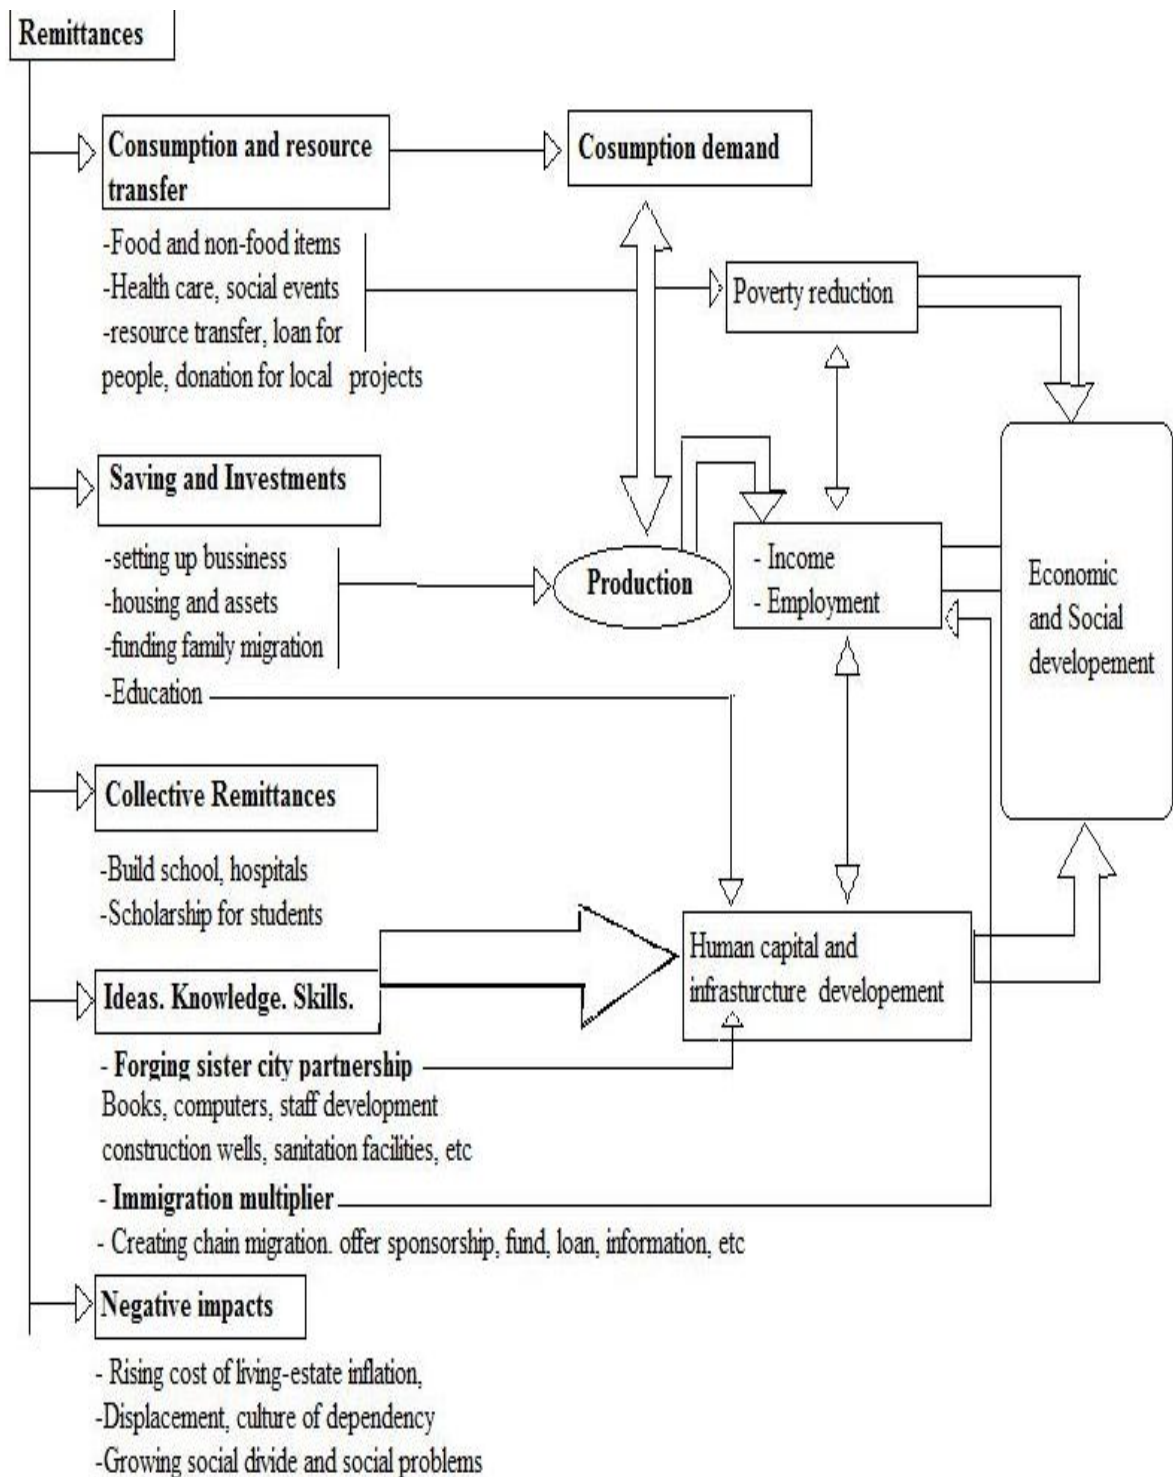 Remittances
Consumption and resource
transfer
Cosumption demand
-Food and non-food items
-Health care, social events
-resource transfer, loan for
people, donation for local projects
Poverty reduction
Saving and Investments
-setting up bussiness
-housing and assets
-funding family migration
-Education
Production
- Income
- Employment
Economic
and Social
developement
Collective Remittances
-Build school, hospitals
-Scholarship for students
Human capital and
infrasturcture developement
Ideas. Knowledge. Skills.
- Forging sister city partnership
Books, computers, staff development
construction wells, sanitation facilities, etc
- Immigration multiplier
- Creating chain migration. offer sponsorship, fund, loan, information, etc
Negative impacts
- Rising cost of living-estate inflation,
-Displacement, culture of dependency
-Growing social divide and social problems